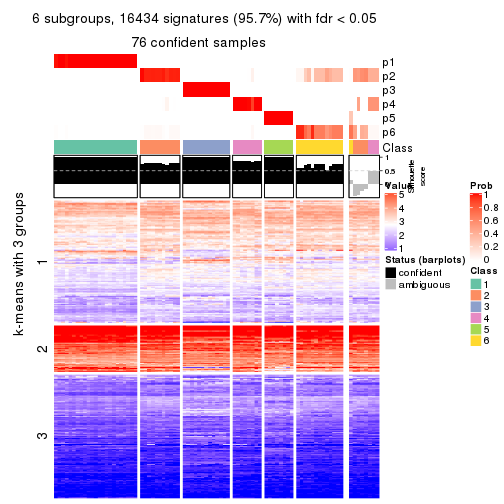 6 subgroups, 16434 signatures (95.7%) with fdr < 0.05
76 confident samples
p1
p2
p3
p4
p5
p6
Class
1
0.5
0
Silhouette
score
k-means with 3 groups
1
2
3
Value
5
4
3
2
1
Status (barplots)
confident
ambiguous
Prob
1
0.8
0.6
0.4
0.2
0
Class
1
2
3
4
5
6